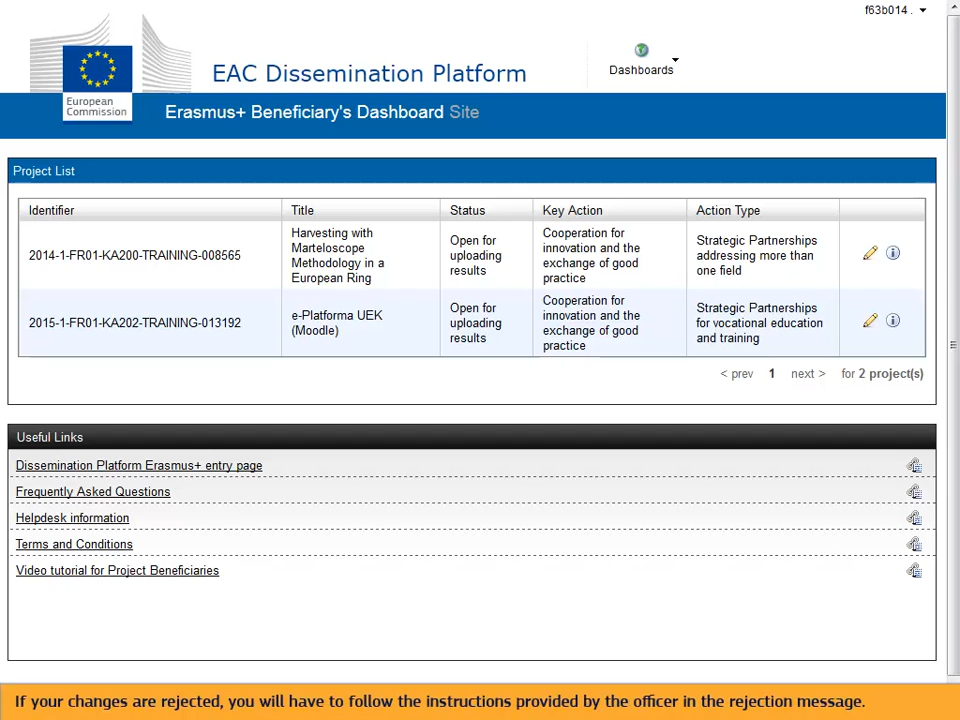 f63b014 .
Dashboards
EAC Dissemination Platform
European
Commission
Erasmus+ Beneficiary's Dashboard Site
Project List
Identifier Title Status Key Action Action Type
2014-1-FR01-KA200-TRAINING-008565
Harvesting with
Marteloscope
Methodology in a
European Ring
Open for
uploading
results
Cooperation for
innovation and the
exchange of good
practice
Strategic Partnerships
addressing more than
one field
2015-1-FR01-KA202-TRAINING-013192
e-Platforma UEK
(Moodle)
Open for
uploading
results
Cooperation for
innovation and the
exchange of good
practice
Strategic Partnerships
for vocational education
and training
< prev 1 next > for 2 project(s)
Useful Links
Dissemination Platform Erasmus+ entry page
Frequently Asked Questions
Helpdesk information
Terms and Conditions
Video tutorial for Project Beneficiaries
If your changes are rejected, you will have to follow the instructions provided by the officer in the rejection message.